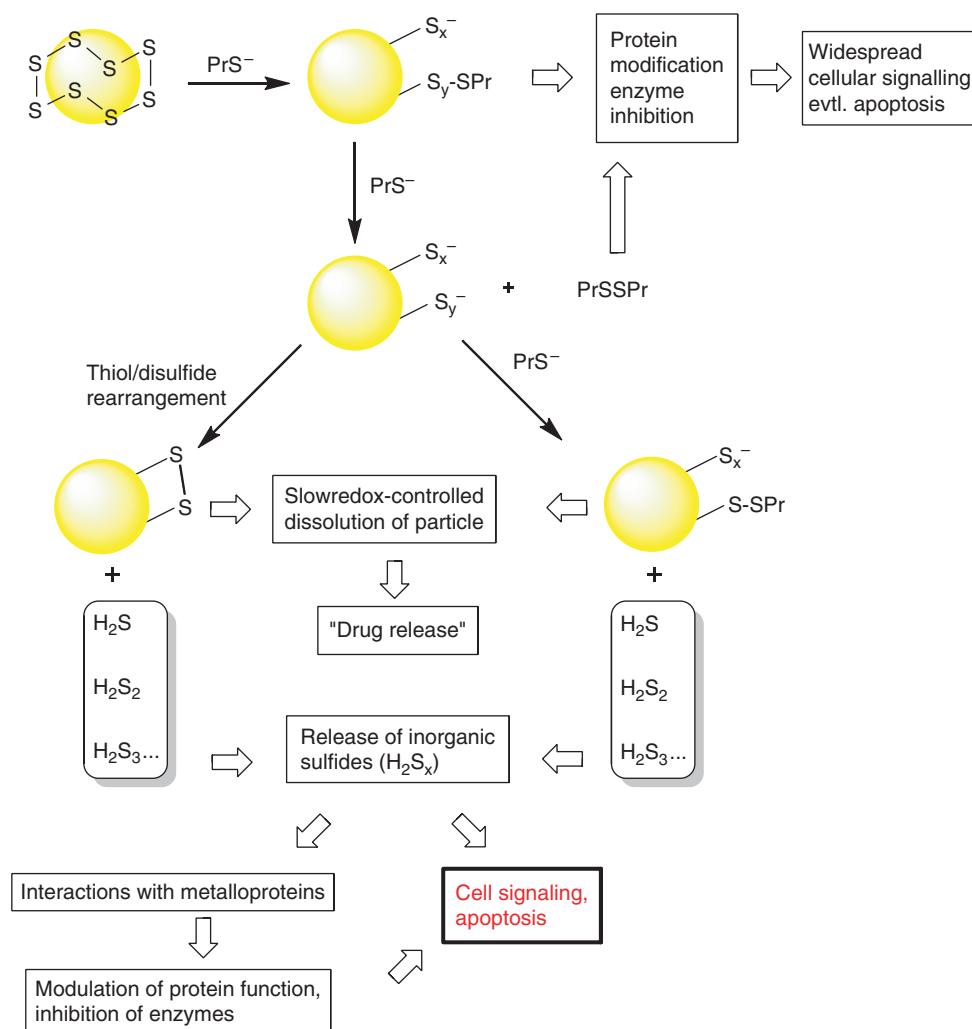 S
S
S
S
S
S
S
S
PrS⁻
Sₓ⁻
Sᵧ-SPr
Protein
modification
enzyme
inhibition
Widespread
cellular signalling
evtl. apoptosis
PrS⁻
Sₓ⁻
Sᵧ⁻
+
PrSSPr
Thiol/disulfide
rearrangement
PrS⁻
S
S
Slowredox-controlled
dissolution of particle
Sₓ⁻
S-SPr
+
+
"Drug release"
H₂S
H₂S₂
H₂S₃...
H₂S
H₂S₂
H₂S₃...
Release of inorganic
sulfides (H₂Sₓ)
Interactions with metalloproteins
Cell signaling,
apoptosis
Modulation of protein function,
inhibition of enzymes